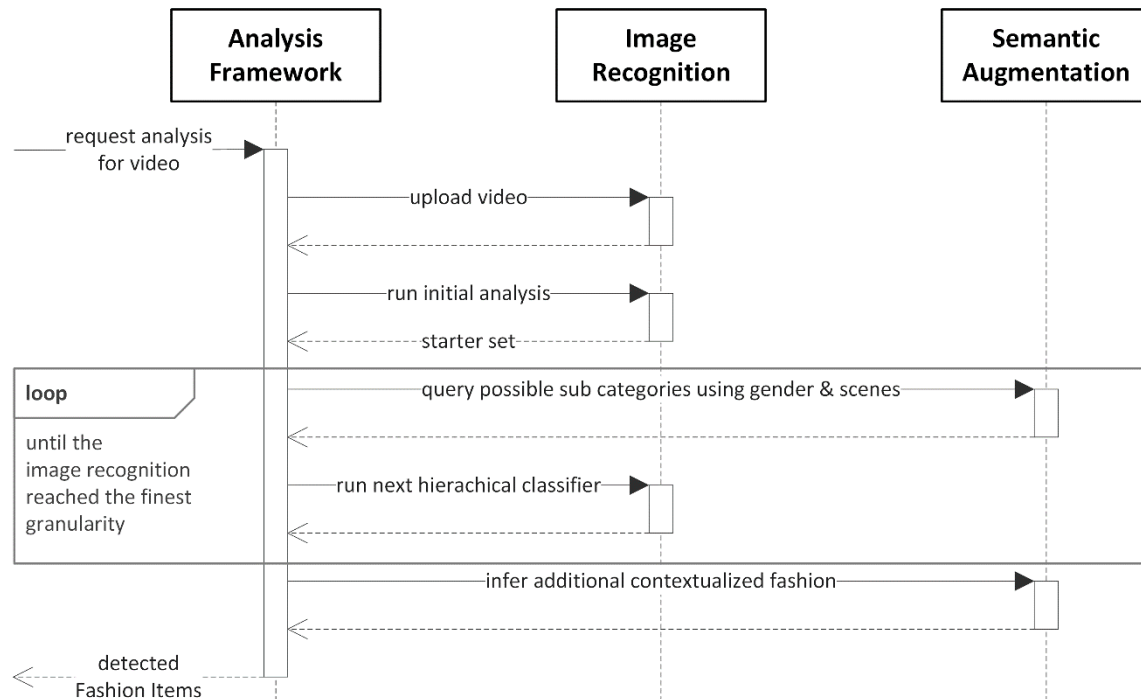 Analysis
Framework
Image
Recognition
Semantic
Augmentation
request analysis
for video
upload video
run initial analysis
starter set
loop
query possible sub categories using gender & scenes
until the
image recognition
reached the finest
granularity
run next hierachical classifier
infer additional contextualized fashion
detected
Fashion Items